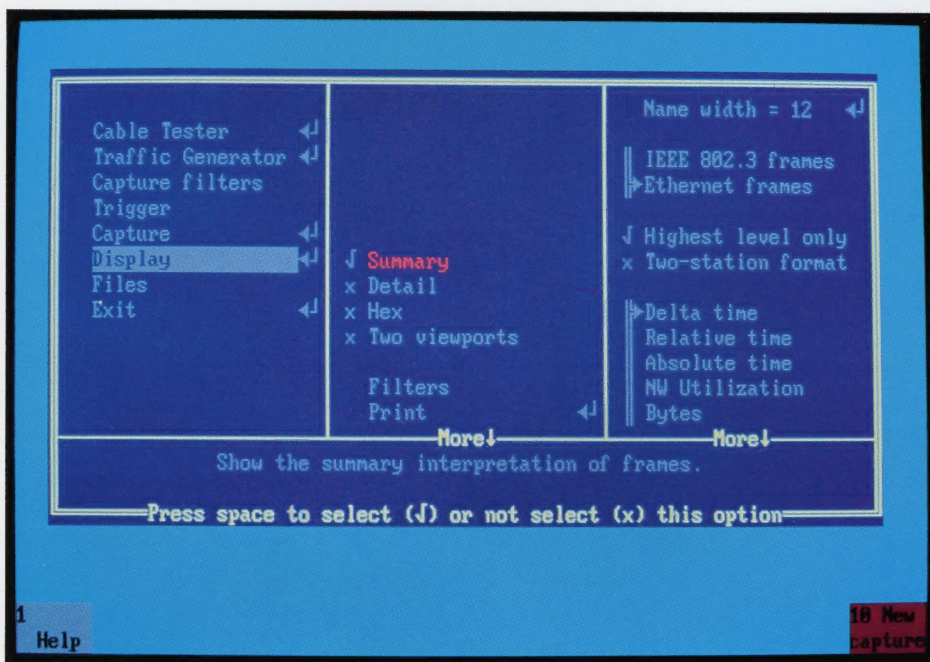 Cable Tester ↵
Traffic Generator ↵
Capture filters
Trigger
Capture ↵
Display ↵
Files
Exit ↵
√ Summary
x Detail
x Hex
x Two viewports
Filters
Print ↵
More↓
Name width = 12 ↵
IEEE 802.3 frames
Ethernet frames
√ Highest level only
x Two-station format
Delta time
Relative time
Absolute time
NW Utilization
Bytes
More↓
Show the summary interpretation of frames.
Press space to select (√) or not select (x) this option
1
Help
10 New
capture